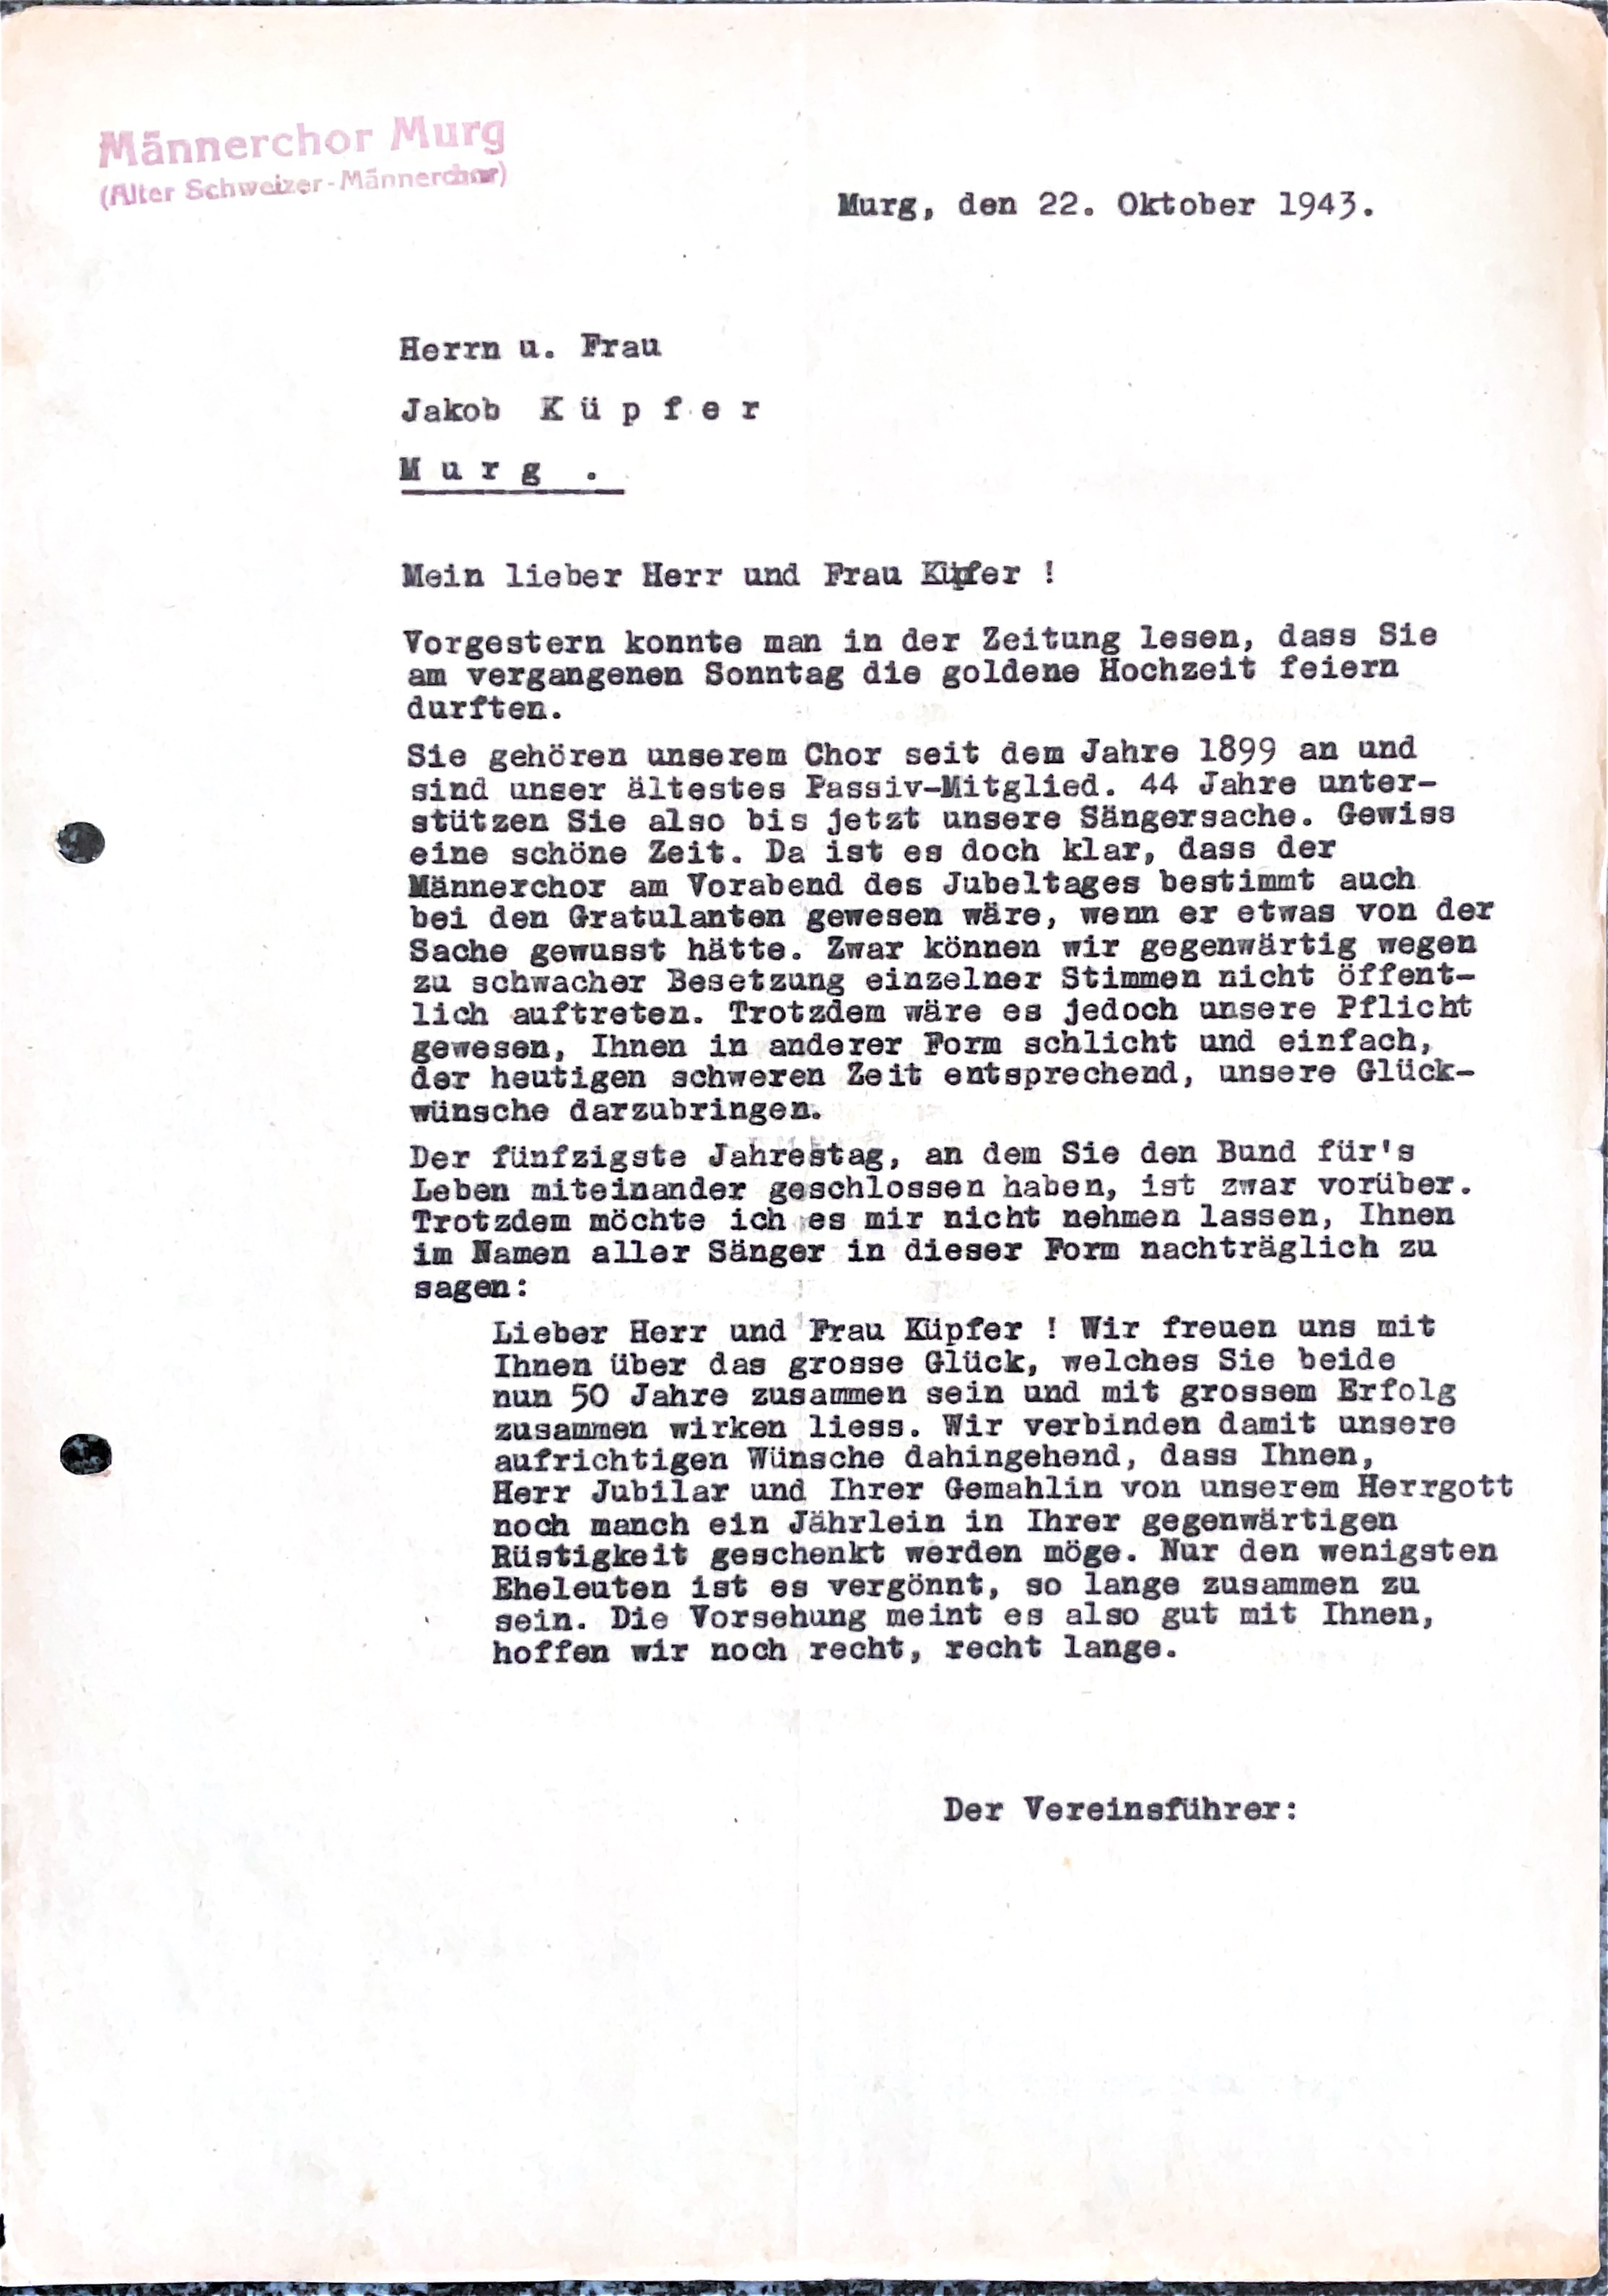 Männerchor Murg
(Alter Schweizer-Männerchor)
Murg, den 22. Oktober 1943.
Herrn u. Frau
Jakob K ü p f e r
M u r g .
Mein lieber Herr und Frau Küpfer !
Vorgestern konnte man in der Zeitung lesen, dass Sie
am vergangenen Sonntag die goldene Hochzeit feiern
durften.
Sie gehören unserem Chor seit dem Jahre 1899 an und
sind unser ältestes Passiv-Mitglied. 44 Jahre unter-
stützen Sie also bis jetzt unsere Sängersache. Gewiss
eine schöne Zeit. Da ist es doch klar, dass der
Männerchor am Vorabend des Jubeltages bestimmt auch
bei den Gratulanten gewesen wäre, wenn er etwas von der
Sache gewusst hätte. Zwar können wir gegenwärtig wegen
zu schwacher Besetzung einzelner Stimmen nicht öffent-
lich auftreten. Trotzdem wäre es jedoch unsere Pflicht
gewesen, Ihnen in anderer Form schlicht und einfach,
der heutigen schweren Zeit entsprechend, unsere Glück-
wünsche darzubringen.
Der fünfzigste Jahrestag, an dem Sie den Bund für's
Leben miteinander geschlossen haben, ist zwar vorüber.
Trotzdem möchte ich es mir nicht nehmen lassen, Ihnen
im Namen aller Sänger in dieser Form nachträglich zu
sagen:
Lieber Herr und Frau Küpfer ! Wir freuen uns mit
Ihnen über das grosse Glück, welches Sie beide
nun 50 Jahre zusammen sein und mit grossem Erfolg
zusammen wirken liess. Wir verbinden damit unsere
aufrichtigen Wünsche dahingehend, dass Ihnen,
Herr Jubilar und Ihrer Gemahlin von unserem Herrgott
noch manch ein Jährlein in Ihrer gegenwärtigen
Rüstigkeit geschenkt werden möge. Nur den wenigsten
Eheleuten ist es vergönnt, so lange zusammen zu
sein. Die Vorsehung meint es also gut mit Ihnen,
hoffen wir noch recht, recht lange.
Der Vereinsführer: